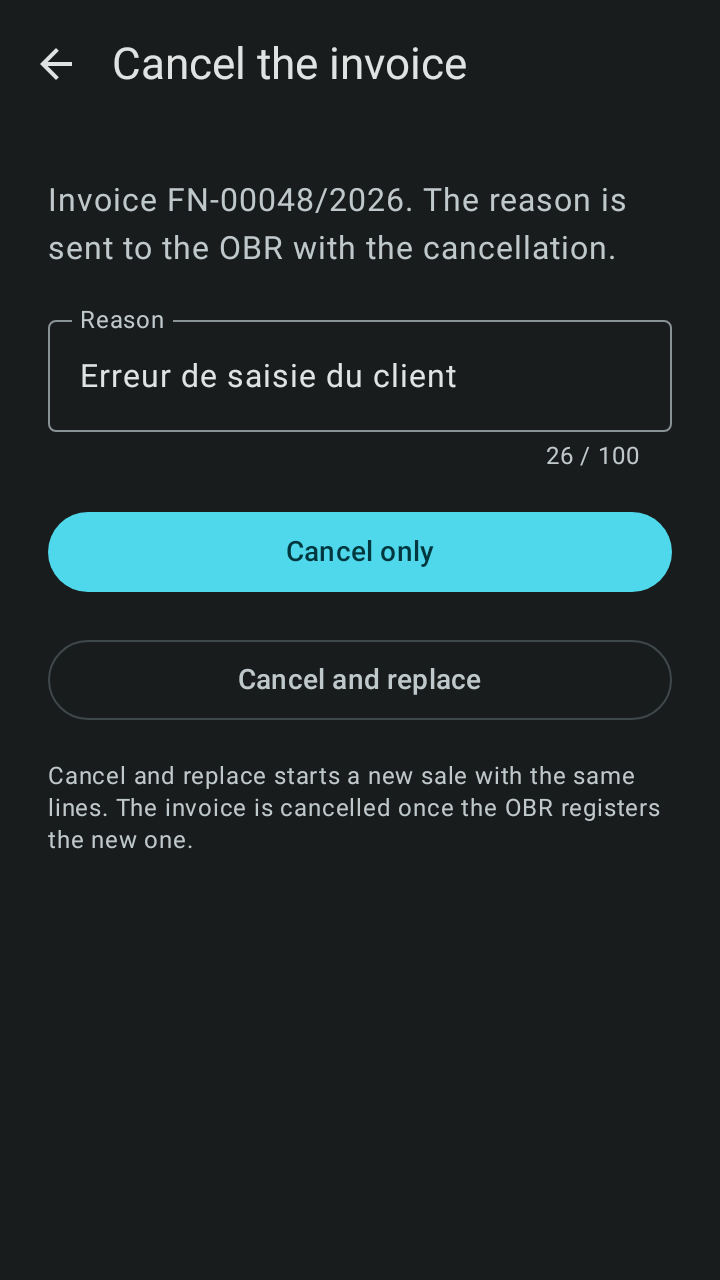 Cancel the invoice
Invoice FN-00048/2026. The reason is
sent to the OBR with the cancellation.
Reason
Erreur de saisie du client
26 / 100
Cancel only
Cancel and replace
Cancel and replace starts a new sale with the same
lines. The invoice is cancelled once the OBR registers
the new one.